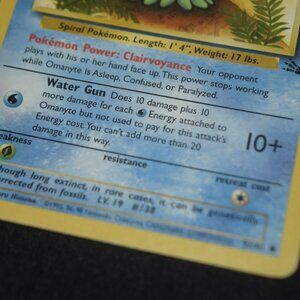 Spiral Pokémon. Length: 1' 4", Weight: 17 lbs.
Pokémon Power: Clairvoyance Your opponent
plays with his or her hand face up. This power stops working
while Omanyte is Asleep, Confused, or Paralyzed.
Water Gun Does 10 damage plus 10
more damage for each Energy attached to
Omanyte but not used to pay for this attack's
Energy cost. You can't add more than 20
damage in this way.
10+
weakness
resistance
retreat cost
though long extinct, in rare cases, it can be genetically
resurrected from fossils. LV. 19 #138